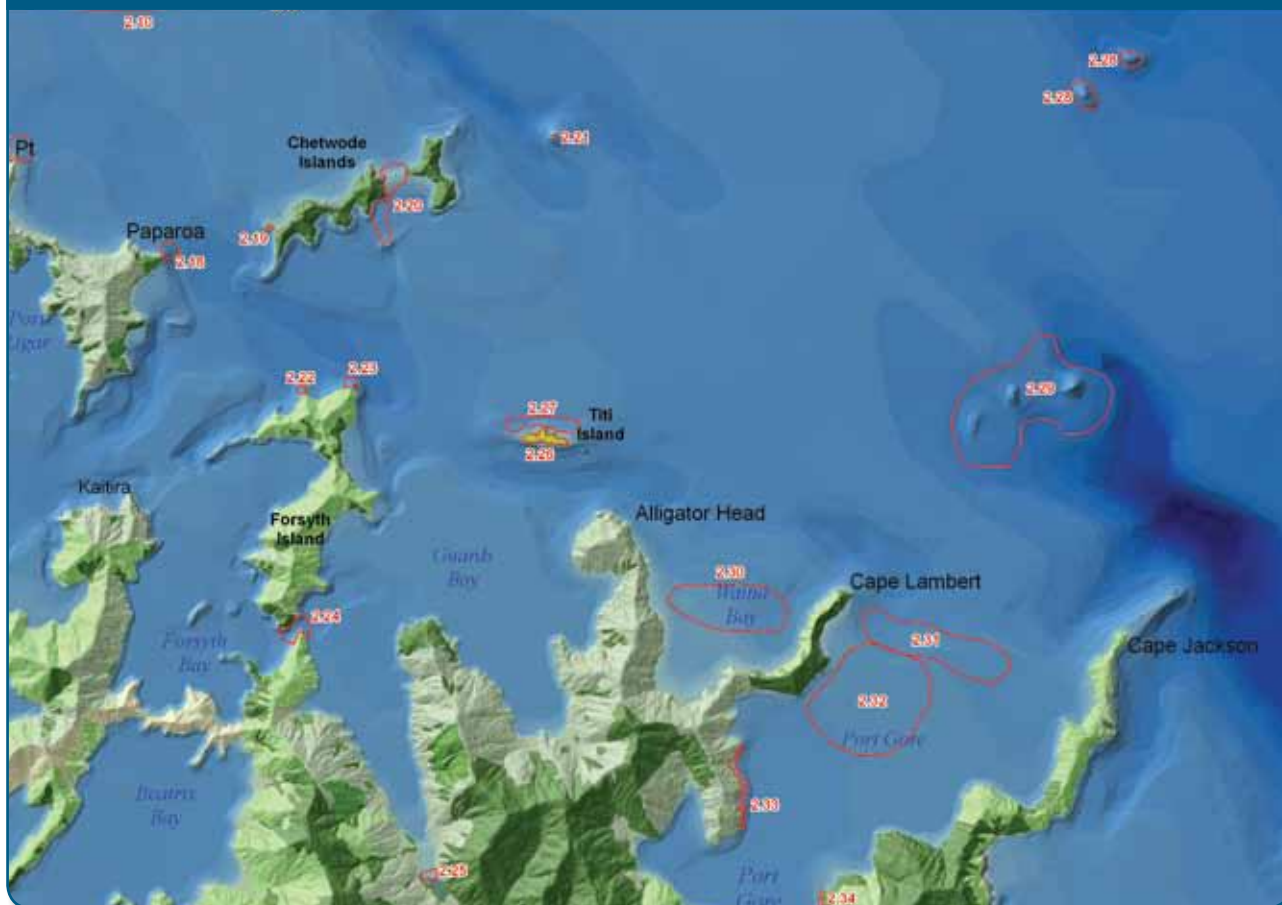 2.10
2.28
2.28
Pt
Chetwode
Islands
2.21
2.20
Paparoa
2.19
2.18
Port
Ligar
2.22
2.23
2.29
2.27
Titi
Island
2.26
Kaitira
Alligator Head
Forsyth
Island
Guards
Bay
2.30
Waitui
Bay
Cape Lambert
2.24
Forsyth
Bay
2.31
Cape Jackson
2.32
Port Gore
Beatrix
Bay
2.33
2.25
Port
Gore
2.34